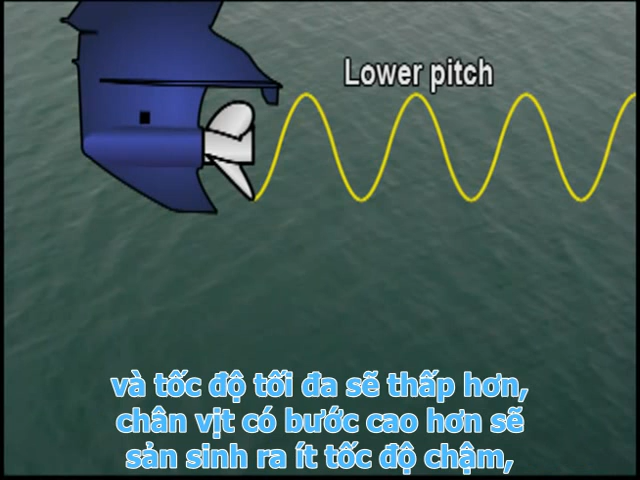 Lower pitch
và tốc độ tối đa sẽ thấp hơn,
chân vịt có bước cao hơn sẽ
sản sinh ra ít tốc độ chậm,